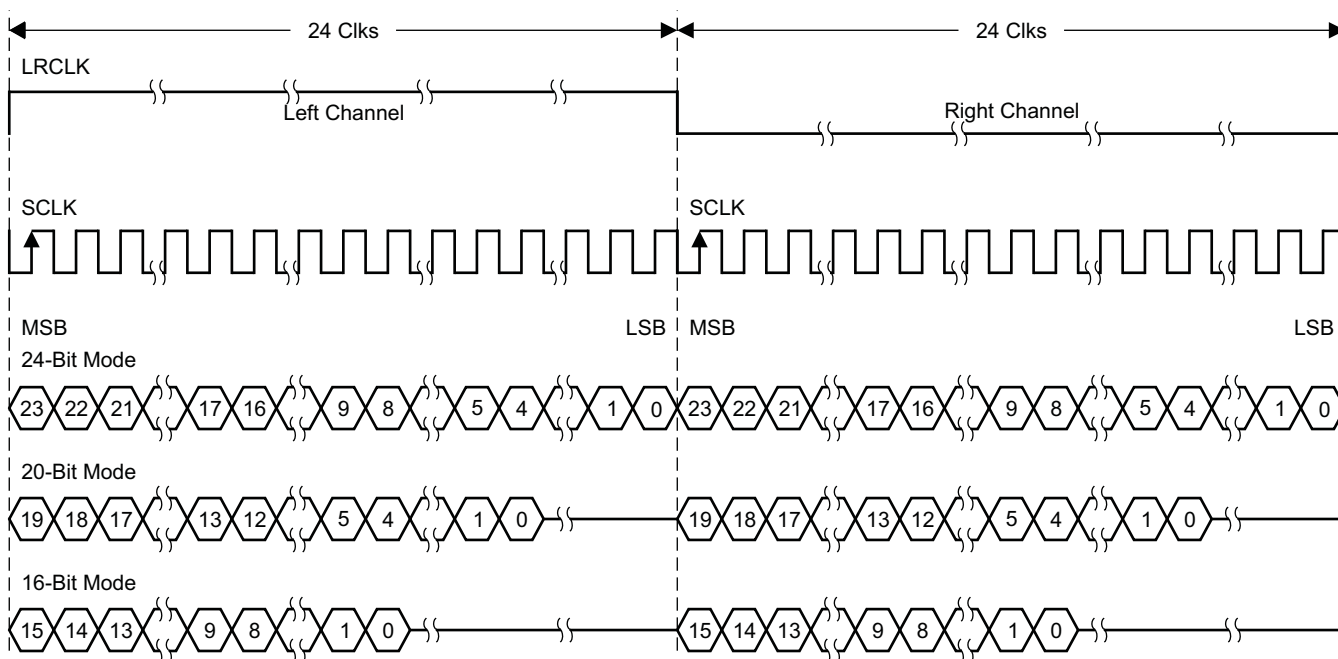 24 Clks 24 Clks
LRCLK
Left Channel Right Channel
SCLK SCLK
MSB LSB MSB LSB
24-Bit Mode
23 22 21 17 16 9 8 5 4 1 0 23 22 21 17 16 9 8 5 4 1 0
20-Bit Mode
19 18 17 13 12 5 4 1 0 19 18 17 13 12 5 4 1 0
16-Bit Mode
15 14 13 9 8 1 0 15 14 13 9 8 1 0